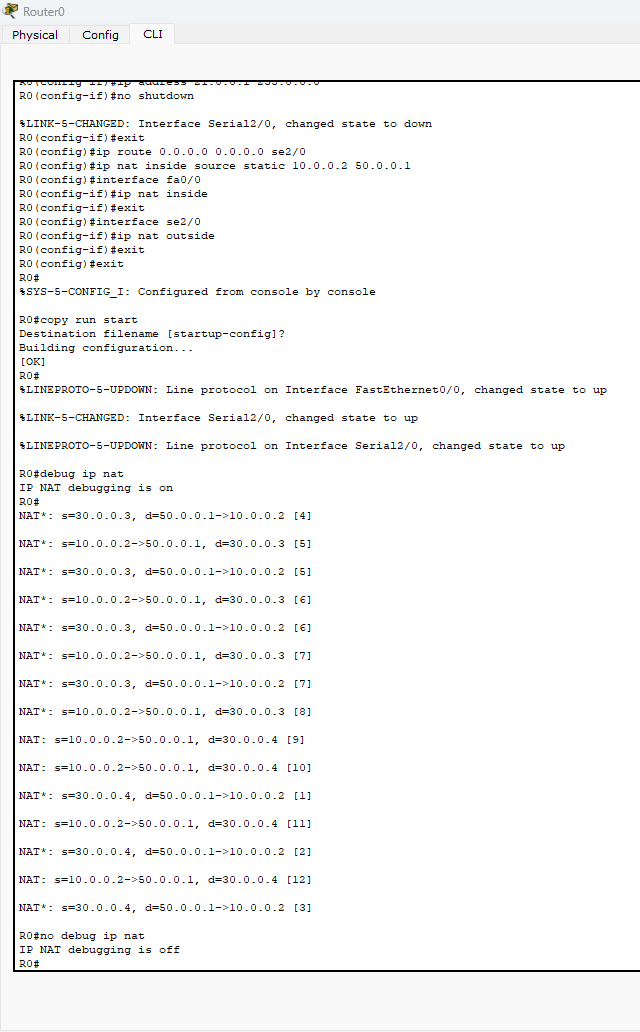 Router0
Physical Config CLI
R0(config-if)#ip address 21.0.0.1 255.0.0.0
R0(config-if)#no shutdown
%LINK-5-CHANGED: Interface Serial2/0, changed state to down
R0(config-if)#exit
R0(config)#ip route 0.0.0.0 0.0.0.0 se2/0
R0(config)#ip nat inside source static 10.0.0.2 50.0.0.1
R0(config)#interface fa0/0
R0(config-if)#ip nat inside
R0(config-if)#exit
R0(config)#interface se2/0
R0(config-if)#ip nat outside
R0(config-if)#exit
R0(config)#exit
R0#
%SYS-5-CONFIG_I: Configured from console by console
R0#copy run start
Destination filename [startup-config]?
Building configuration...
[OK]
R0#
%LINEPROTO-5-UPDOWN: Line protocol on Interface FastEthernet0/0, changed state to up
%LINK-5-CHANGED: Interface Serial2/0, changed state to up
%LINEPROTO-5-UPDOWN: Line protocol on Interface Serial2/0, changed state to up
R0#debug ip nat
IP NAT debugging is on
R0#
NAT*: s=30.0.0.3, d=50.0.0.1->10.0.0.2 [4]
NAT*: s=10.0.0.2->50.0.0.1, d=30.0.0.3 [5]
NAT*: s=30.0.0.3, d=50.0.0.1->10.0.0.2 [5]
NAT*: s=10.0.0.2->50.0.0.1, d=30.0.0.3 [6]
NAT*: s=30.0.0.3, d=50.0.0.1->10.0.0.2 [6]
NAT*: s=10.0.0.2->50.0.0.1, d=30.0.0.3 [7]
NAT*: s=30.0.0.3, d=50.0.0.1->10.0.0.2 [7]
NAT*: s=10.0.0.2->50.0.0.1, d=30.0.0.3 [8]
NAT: s=10.0.0.2->50.0.0.1, d=30.0.0.4 [9]
NAT: s=10.0.0.2->50.0.0.1, d=30.0.0.4 [10]
NAT*: s=30.0.0.4, d=50.0.0.1->10.0.0.2 [1]
NAT: s=10.0.0.2->50.0.0.1, d=30.0.0.4 [11]
NAT*: s=30.0.0.4, d=50.0.0.1->10.0.0.2 [2]
NAT: s=10.0.0.2->50.0.0.1, d=30.0.0.4 [12]
NAT*: s=30.0.0.4, d=50.0.0.1->10.0.0.2 [3]
R0#no debug ip nat
IP NAT debugging is off
R0#